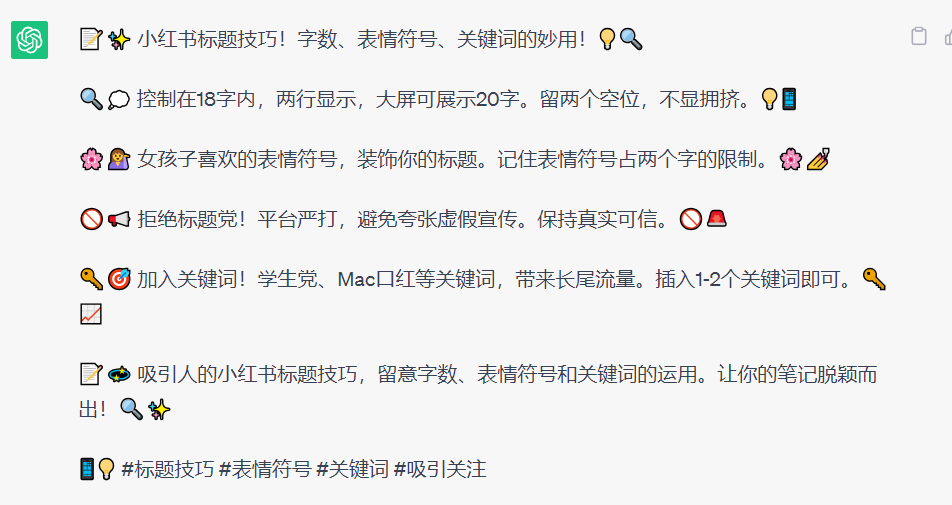 📝✨ 小红书标题技巧！字数、表情符号、关键词的妙用！💡🔍
🔍💭 控制在18字内，两行显示，大屏可展示20字。留两个空位，不显拥挤。💡📱
🌸💁‍♀️ 女孩子喜欢的表情符号，装饰你的标题。记住表情符号占两个字的限制。🌸💅
🚫📢 拒绝标题党！平台严打，避免夸张虚假宣传。保持真实可信。🚫🚨
🔑🎯 加入关键词！学生党、Mac口红等关键词，带来长尾流量。插入1-2个关键词即可。🔑
📈
📝💫 吸引人的小红书标题技巧，留意字数、表情符号和关键词的运用。让你的笔记脱颖而
出！🔍✨
📱💡 #标题技巧 #表情符号 #关键词 #吸引关注